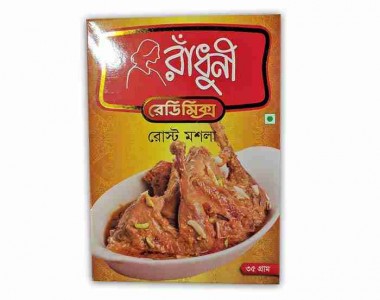 রাঁধুনী
রেডিমিক্স
রোস্ট মশলা
৩৫ গ্রাম